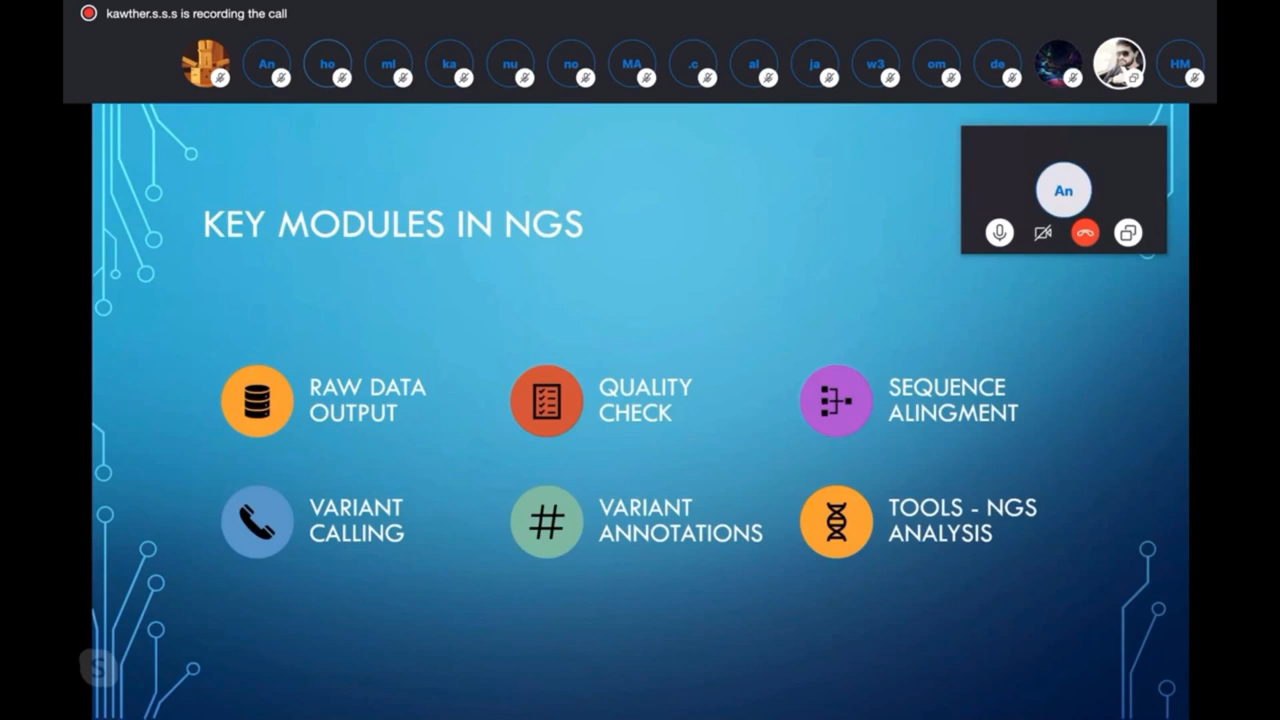 kawther.s.s.s is recording the call
An ho ml ka nu no MA .c al ja w3 om de HM
An
KEY MODULES IN NGS
RAW DATA
OUTPUT
QUALITY
CHECK
SEQUENCE
ALINGMENT
VARIANT
CALLING
#
VARIANT
ANNOTATIONS
TOOLS - NGS
ANALYSIS
S